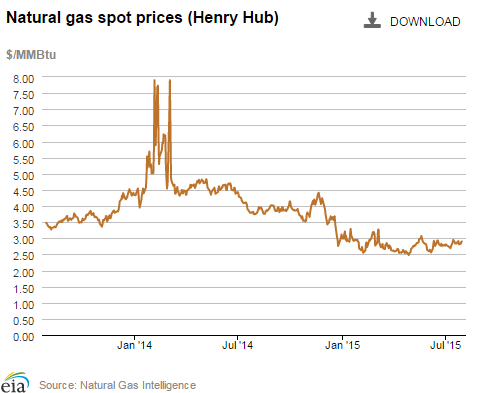 Natural gas spot prices (Henry Hub)
DOWNLOAD
$/MMBtu
8.00
7.50
7.00
6.50
6.00
5.50
5.00
4.50
4.00
3.50
3.00
2.50
2.00
1.50
1.00
0.50
0.00
Jan '14
Jul '14
Jan '15
Jul '15
eia
Source: Natural Gas Intelligence